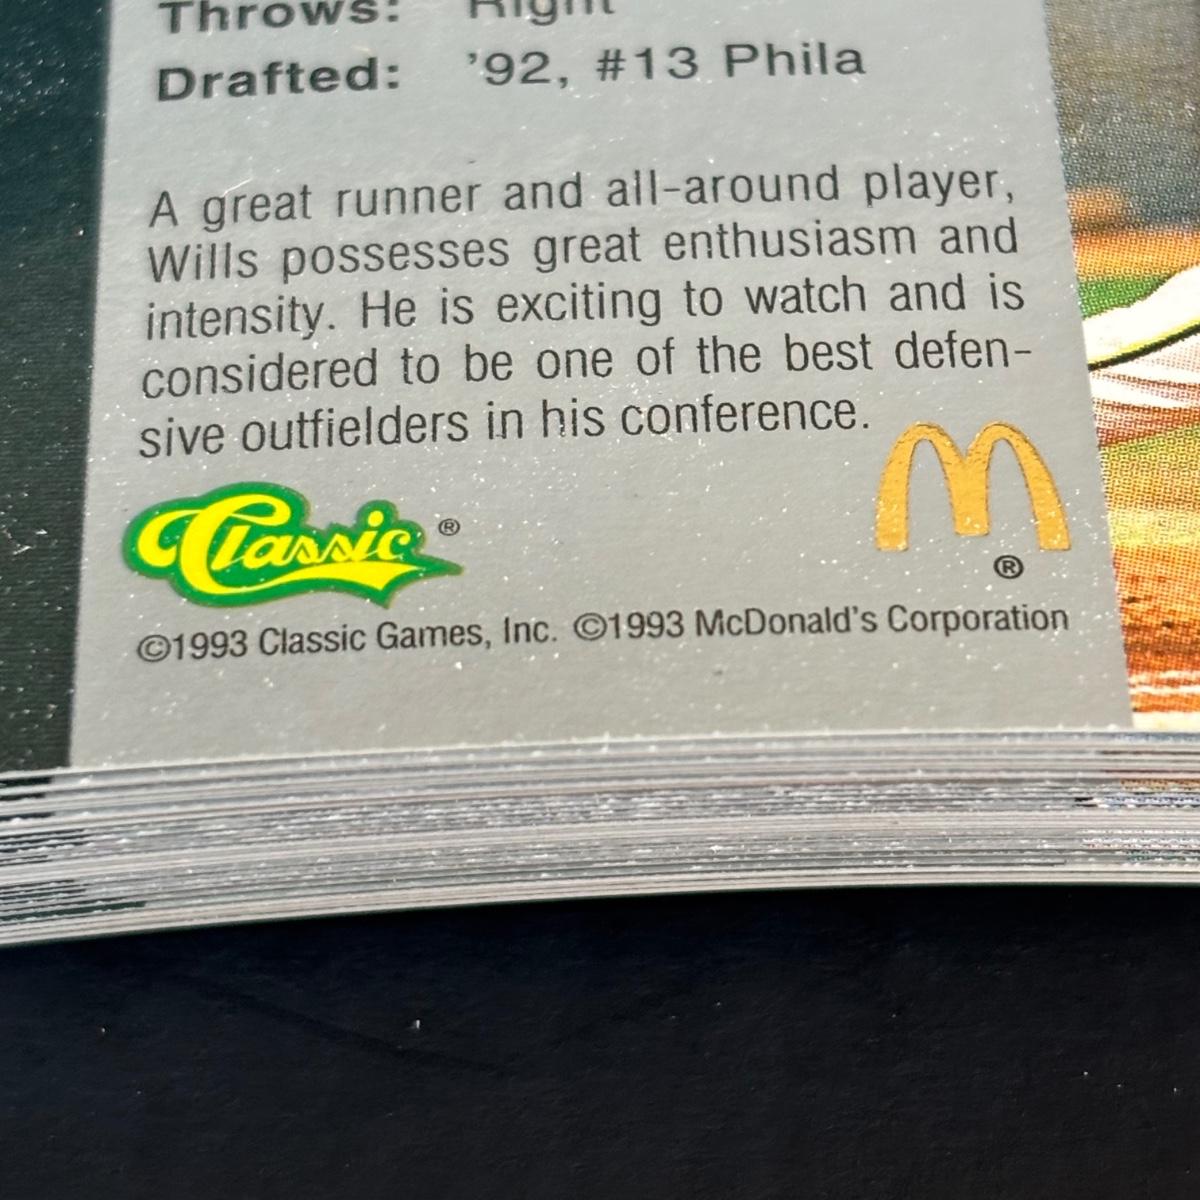 Throws: Right
Drafted: '92, #13 Phila
A great runner and all-around player,
Wills possesses great enthusiasm and
intensity. He is exciting to watch and is
considered to be one of the best defen-
sive outfielders in his conference.
Classic ®
®
©1993 Classic Games, Inc. ©1993 McDonald's Corporation